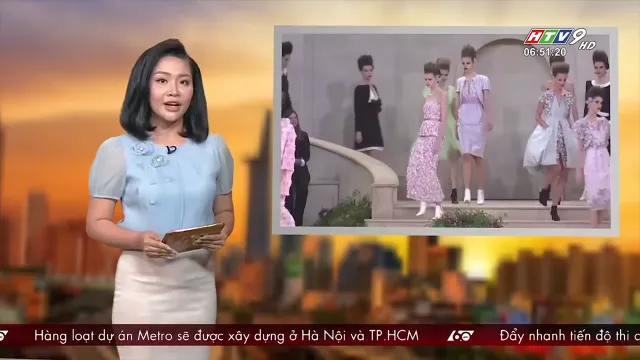 HTV9 HD
06:51:20
Hàng loạt dự án Metro sẽ được xây dựng ở Hà Nội và TP.HCM
Đẩy nhanh tiến độ thi c